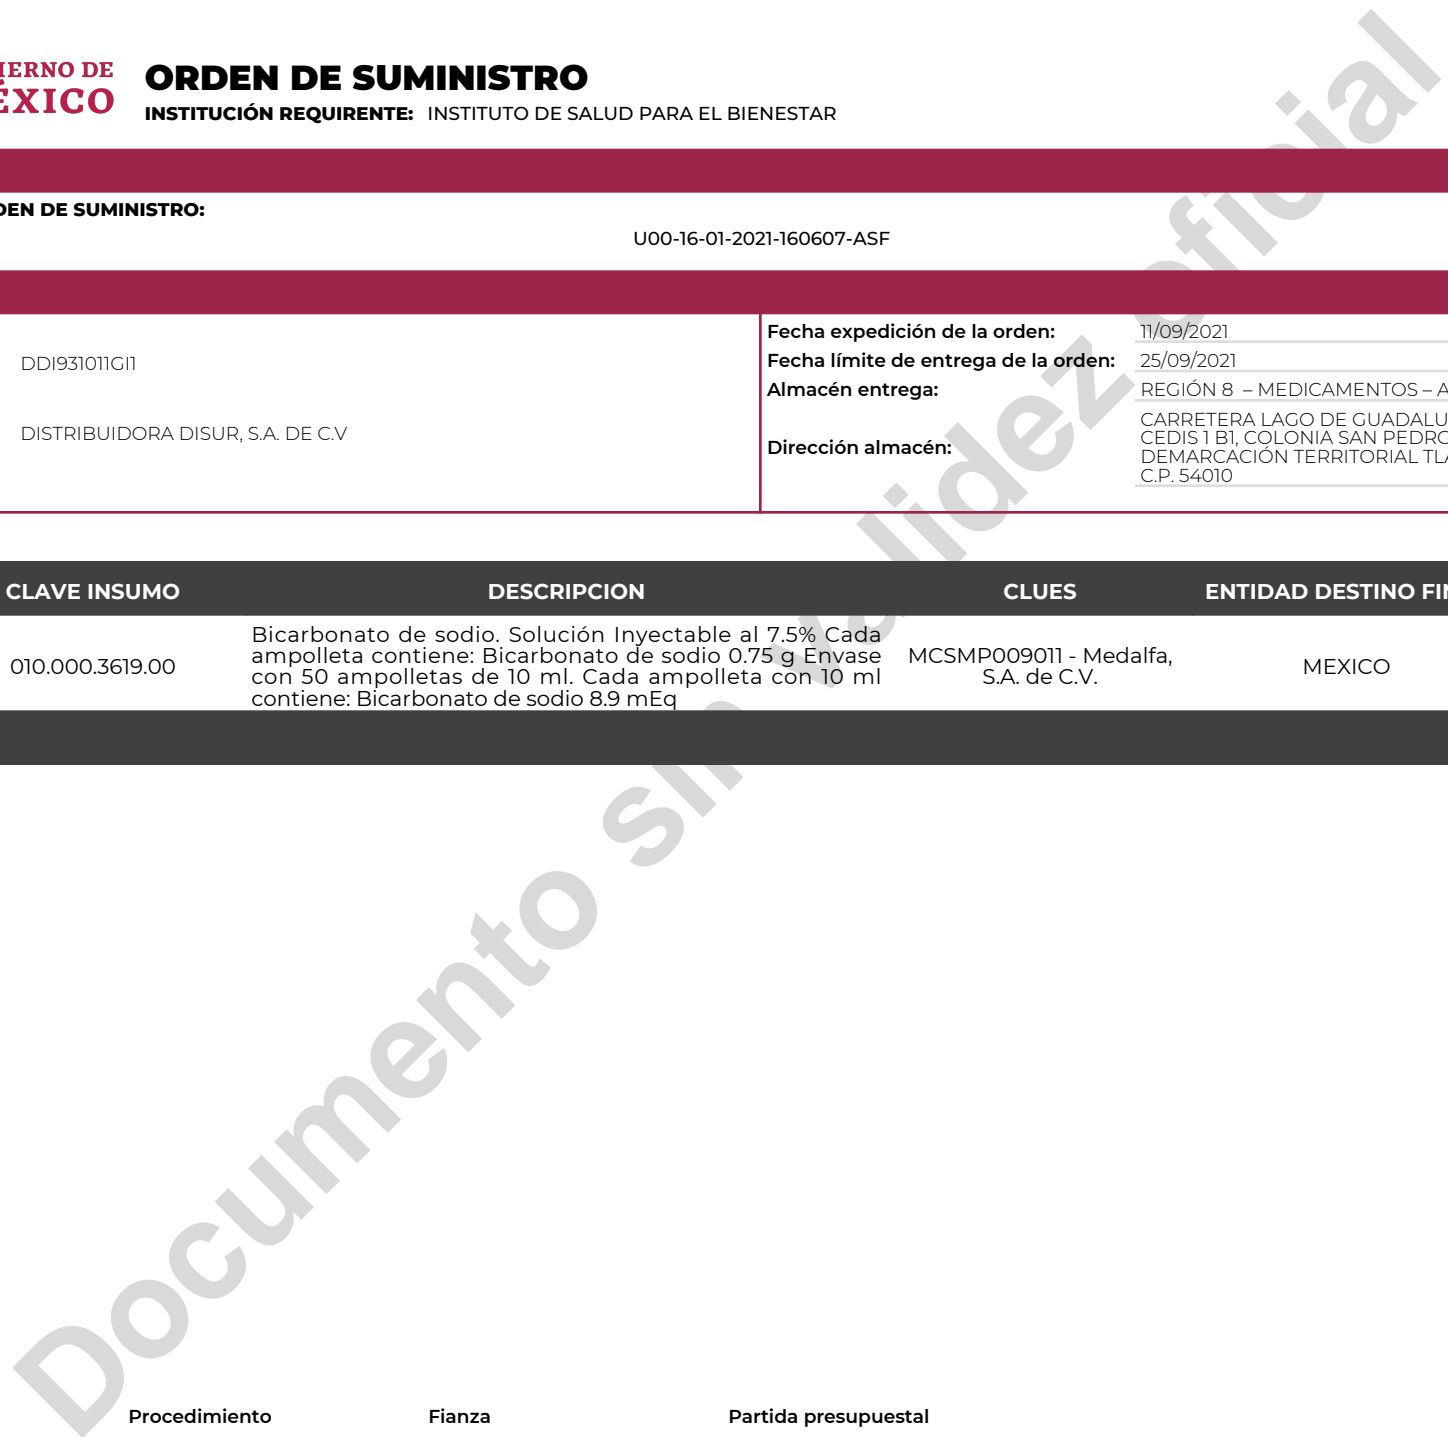 IERNO DE
ÉXICO
ORDEN DE SUMINISTRO
INSTITUCIÓN REQUIRENTE: INSTITUTO DE SALUD PARA EL BIENESTAR
DEN DE SUMINISTRO:
U00-16-01-2021-160607-ASF
DDI931011GI1
DISTRIBUIDORA DISUR, S.A. DE C.V
Fecha expedición de la orden: 11/09/2021
Fecha límite de entrega de la orden: 25/09/2021
Almacén entrega: REGIÓN 8 – MEDICAMENTOS – A
Dirección almacén:
CARRETERA LAGO DE GUADALU
CEDIS 1 B1, COLONIA SAN PEDRO
DEMARCACIÓN TERRITORIAL TLA
C.P. 54010
CLAVE INSUMO DESCRIPCION CLUES ENTIDAD DESTINO FIN
010.000.3619.00
Bicarbonato de sodio. Solución Inyectable al 7.5% Cada
ampolleta contiene: Bicarbonato de sodio 0.75 g Envase
con 50 ampolletas de 10 ml. Cada ampolleta con 10 ml
contiene: Bicarbonato de sodio 8.9 mEq
MCSMP009011 - Medalfa,
S.A. de C.V.
MEXICO
Documento sin validez oficial
Procedimiento Fianza Partida presupuestal